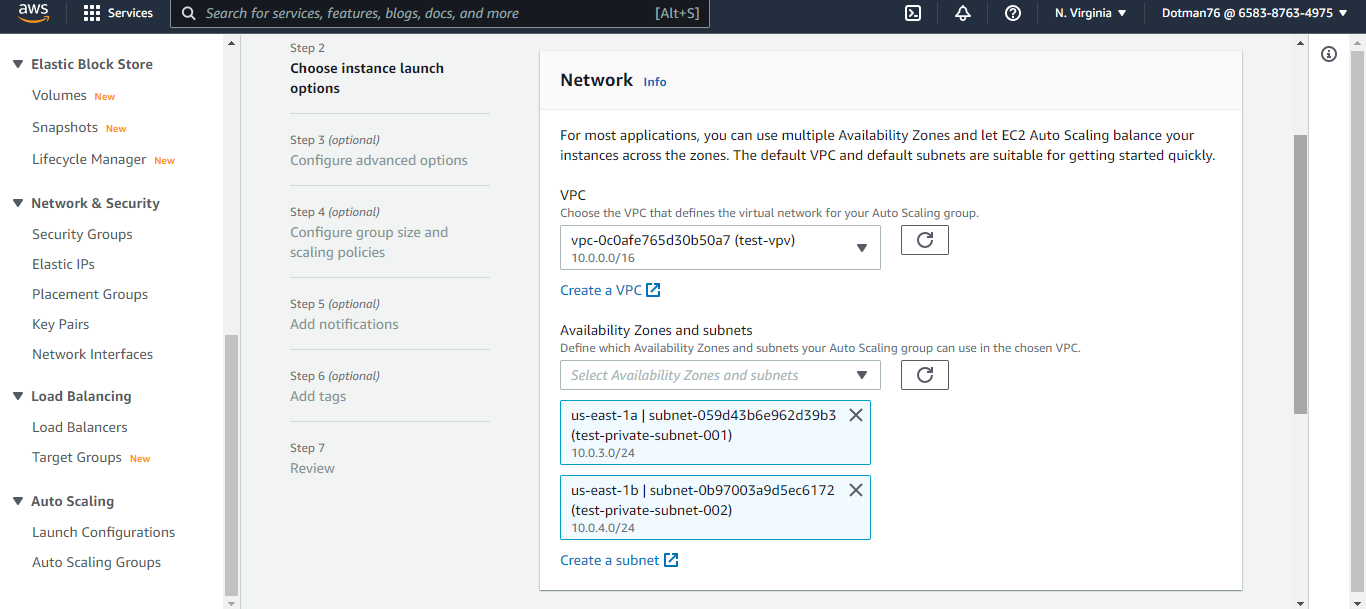 aws
Services
Search for services, features, blogs, docs, and more
[Alt+S]
N. Virginia
Dotman76 @ 6583-8763-4975
Elastic Block Store
Volumes New
Snapshots New
Lifecycle Manager New
Network & Security
Security Groups
Elastic IPs
Placement Groups
Key Pairs
Network Interfaces
Load Balancing
Load Balancers
Target Groups New
Auto Scaling
Launch Configurations
Auto Scaling Groups
Step 2
Choose instance launch
options
Step 3 (optional)
Configure advanced options
Step 4 (optional)
Configure group size and
scaling policies
Step 5 (optional)
Add notifications
Step 6 (optional)
Add tags
Step 7
Review
Network Info
For most applications, you can use multiple Availability Zones and let EC2 Auto Scaling balance your
instances across the zones. The default VPC and default subnets are suitable for getting started quickly.
VPC
Choose the VPC that defines the virtual network for your Auto Scaling group.
vpc-0c0afe765d30b50a7 (test-vpv)
10.0.0.0/16
Create a VPC
Availability Zones and subnets
Define which Availability Zones and subnets your Auto Scaling group can use in the chosen VPC.
Select Availability Zones and subnets
us-east-1a | subnet-059d43b6e962d39b3
(test-private-subnet-001)
10.0.3.0/24
us-east-1b | subnet-0b97003a9d5ec6172
(test-private-subnet-002)
10.0.4.0/24
Create a subnet